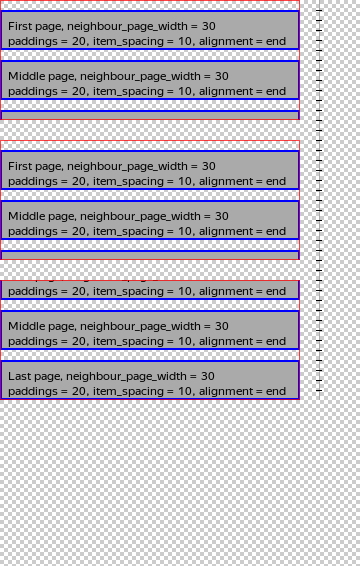 First page, neighbour_page_width = 30
paddings = 20, item_spacing = 10, alignment = end
Middle page, neighbour_page_width = 30
paddings = 20, item_spacing = 10, alignment = end
First page, neighbour_page_width = 30
paddings = 20, item_spacing = 10, alignment = end
Middle page, neighbour_page_width = 30
paddings = 20, item_spacing = 10, alignment = end
paddings = 20, item_spacing = 10, alignment = end
Middle page, neighbour_page_width = 30
paddings = 20, item_spacing = 10, alignment = end
Last page, neighbour_page_width = 30
paddings = 20, item_spacing = 10, alignment = end